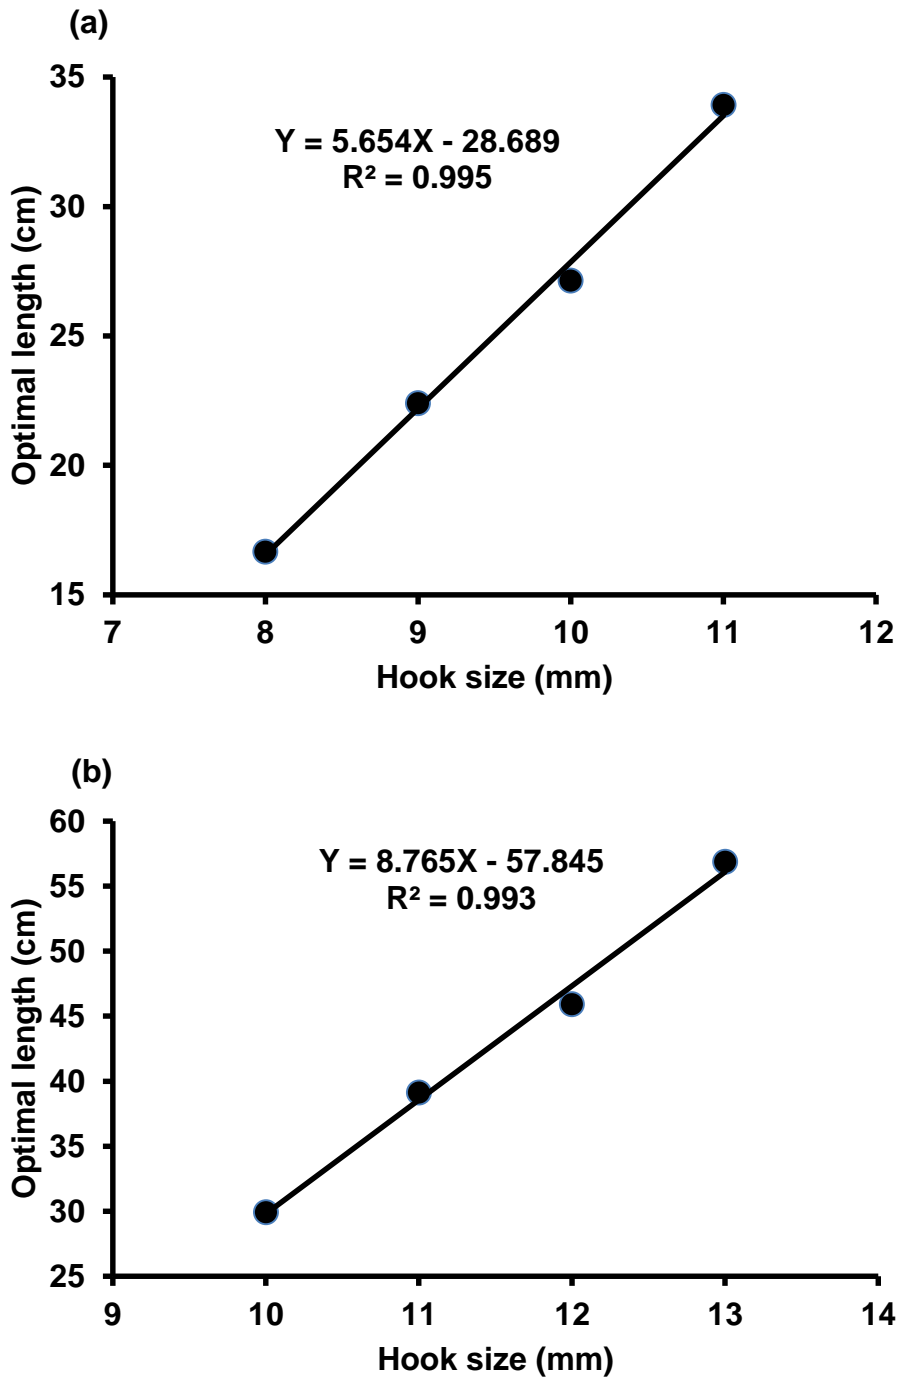 (a)
Y = 5.654X - 28.689
R² = 0.995
Optimal length (cm)
35
30
25
20
15
7 8 9 10 11 12
Hook size (mm)
(b)
Y = 8.765X - 57.845
R² = 0.993
Optimal length (cm)
60
55
50
45
40
35
30
25
9 10 11 12 13 14
Hook size (mm)